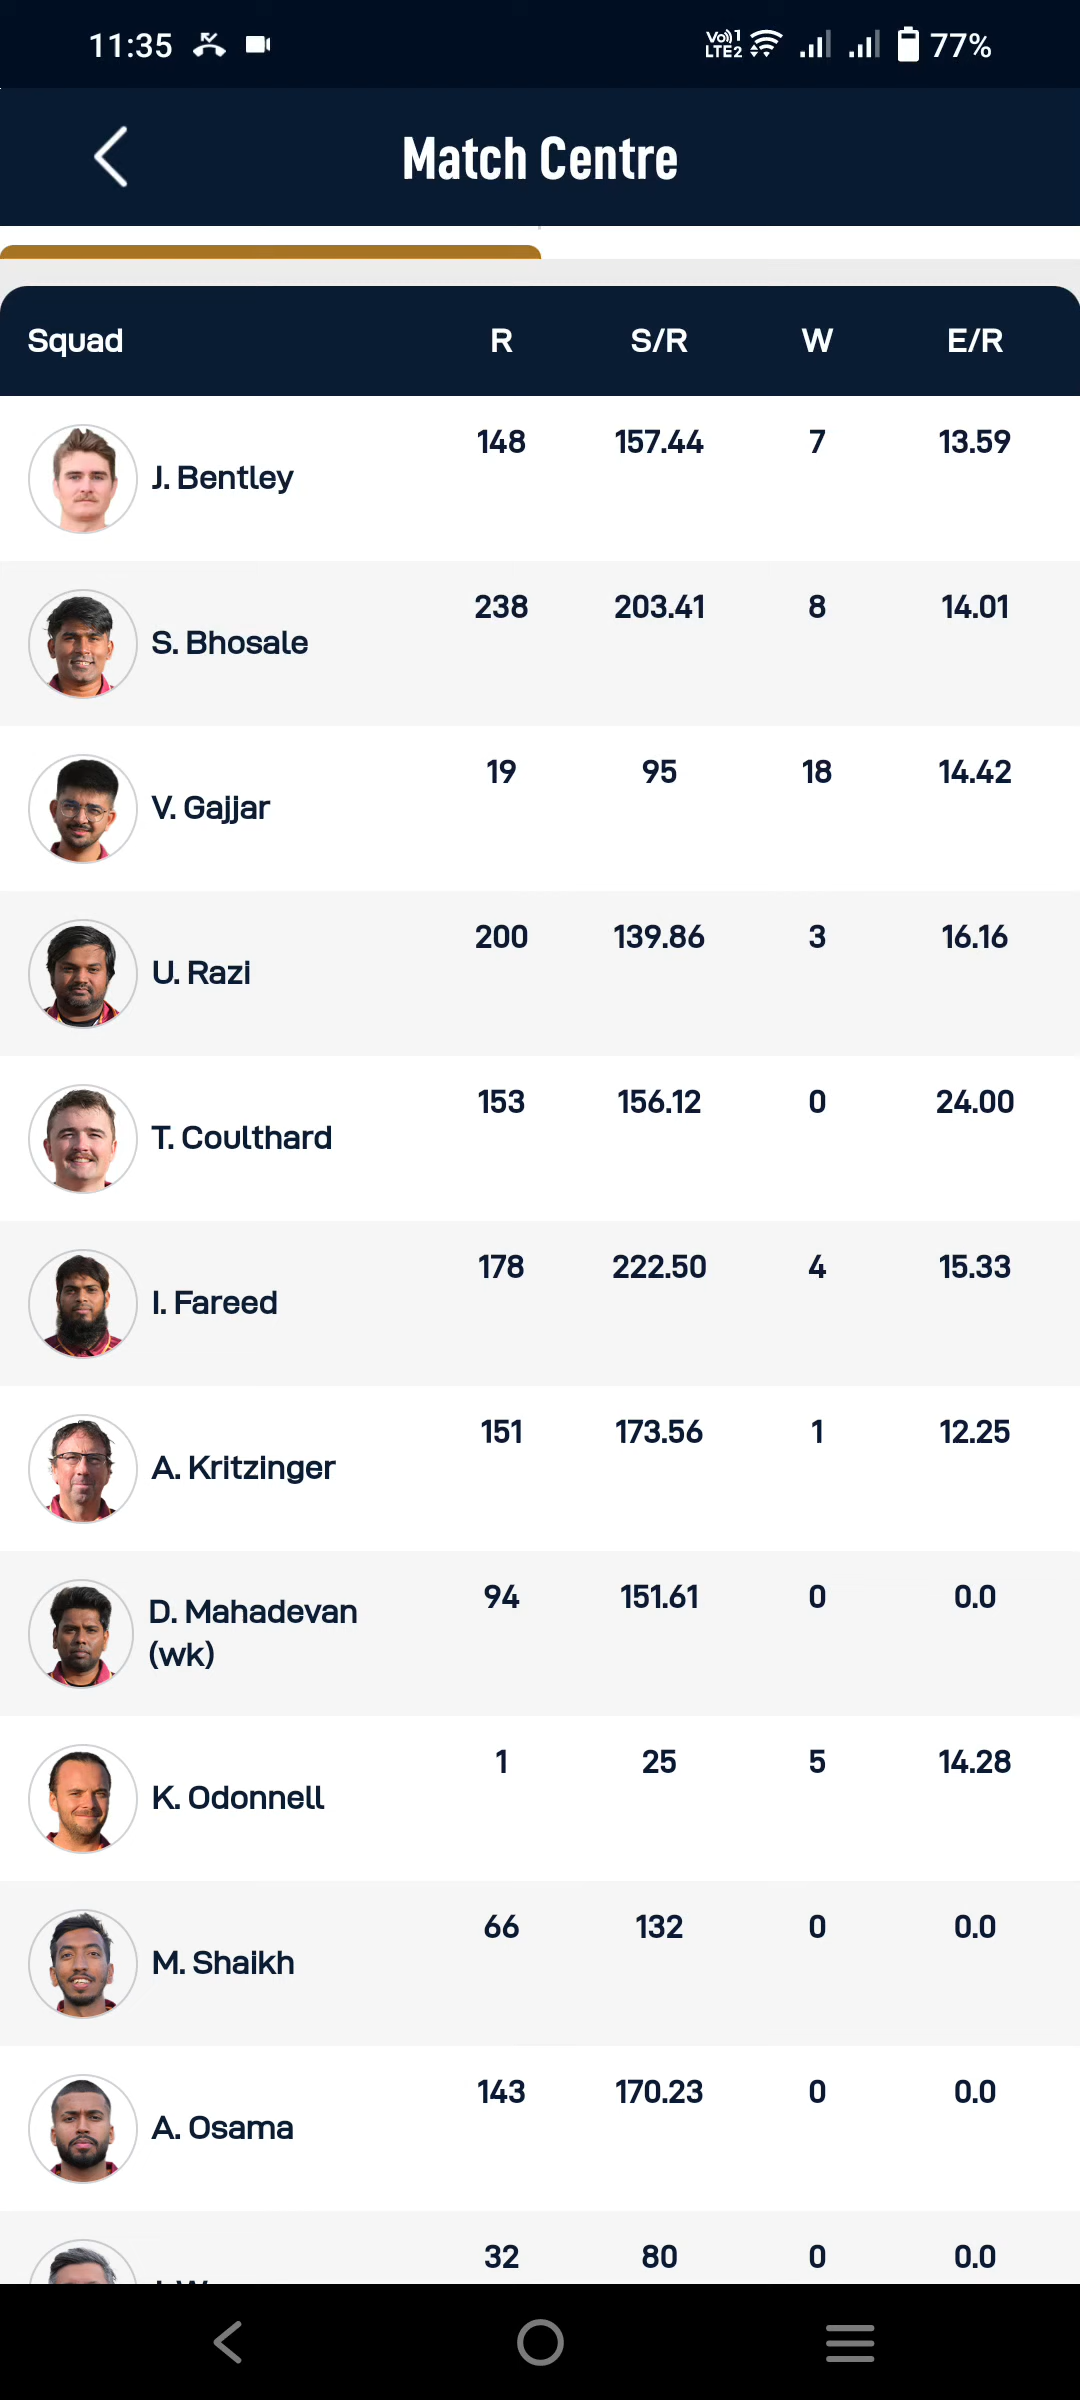 11:35 Vo)) 1 LTE2 77%
Match Centre
Squad R S/R W E/R
J. Bentley 148 157.44 7 13.59
S. Bhosale 238 203.41 8 14.01
V. Gajjar 19 95 18 14.42
U. Razi 200 139.86 3 16.16
T. Coulthard 153 156.12 0 24.00
I. Fareed 178 222.50 4 15.33
A. Kritzinger 151 173.56 1 12.25
D. Mahadevan 94 151.61 0 0.0
(wk)
K. Odonnell 1 25 5 14.28
M. Shaikh 66 132 0 0.0
A. Osama 143 170.23 0 0.0
32 80 0 0.0